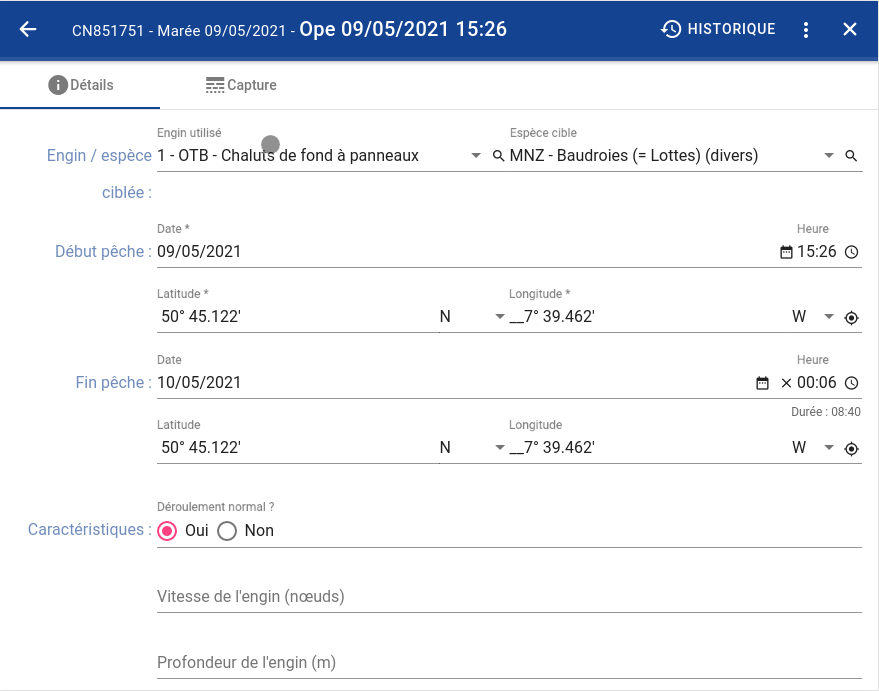 CN851751 - Marée 09/05/2021 - Ope 09/05/2021 15:26 HISTORIQUE
Détails Capture
Engin utilisé Espèce cible
Engin / espèce 1 - OTB - Chaluts de fond à panneaux MNZ - Baudroies (= Lottes) (divers)
ciblée :
Date * Heure
Début pêche : 09/05/2021 15:26
Latitude * Longitude *
50° 45.122' N __7° 39.462' W
Date Heure
Fin pêche : 10/05/2021 00:06
Durée : 08:40
Latitude Longitude
50° 45.122' N __7° 39.462' W
Déroulement normal ?
Caractéristiques : Oui Non
Vitesse de l'engin (nœuds)
Profondeur de l'engin (m)